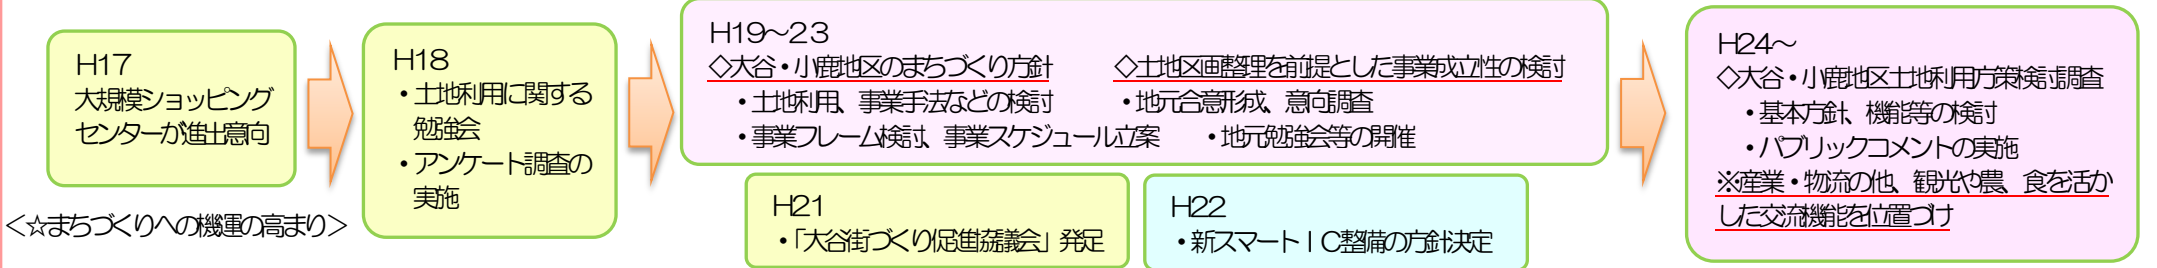 H17
大規模ショッピング
センターが進出意向
<☆まちづくりへの機運の高まり>
H18
・土地利用に関する
勉強会
・アンケート調査の
実施
H19~23
◇大谷・小鹿地区のまちづくり方針 ◇土地区画整理を前提とした事業成立性の検討
・土地利用、事業手法などの検討 ・地元合意形成、意向調査
・事業フレーム検討、事業スケジュール立案 ・地元勉強会等の開催
H21
・「大谷街づくり促進協議会」発足
H22
・新スマートIC整備の方針決定
H24~
◇大谷・小鹿地区土地利用方策検討調査
・基本方針、機能等の検討
・パブリックコメントの実施
※産業・物流の他、観光や農、食を活か
した交流機能を位置づけ